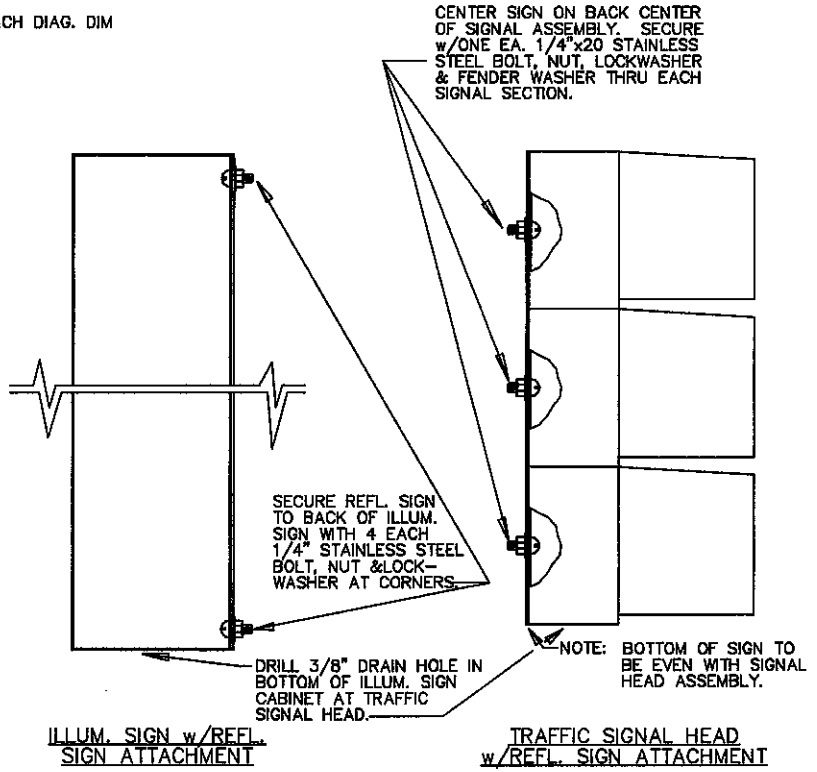 CH DIAG. DIM
CENTER SIGN ON BACK CENTER
OF SIGNAL ASSEMBLY. SECURE
w/ONE EA. 1/4"x20 STAINLESS
STEEL BOLT, NUT, LOCKWASHER
& FENDER WASHER THRU EACH
SIGNAL SECTION.
SECURE REFL. SIGN
TO BACK OF ILLUM.
SIGN WITH 4 EACH
1/4" STAINLESS STEEL
BOLT, NUT &LOCK-
WASHER AT CORNERS.
DRILL 3/8" DRAIN HOLE IN
BOTTOM OF ILLUM. SIGN
CABINET AT TRAFFIC
SIGNAL HEAD.
NOTE: BOTTOM OF SIGN TO
BE EVEN WITH SIGNAL
HEAD ASSEMBLY.
ILLUM. SIGN w/REFL.
SIGN ATTACHMENT
TRAFFIC SIGNAL HEAD
w/REFL. SIGN ATTACHMENT